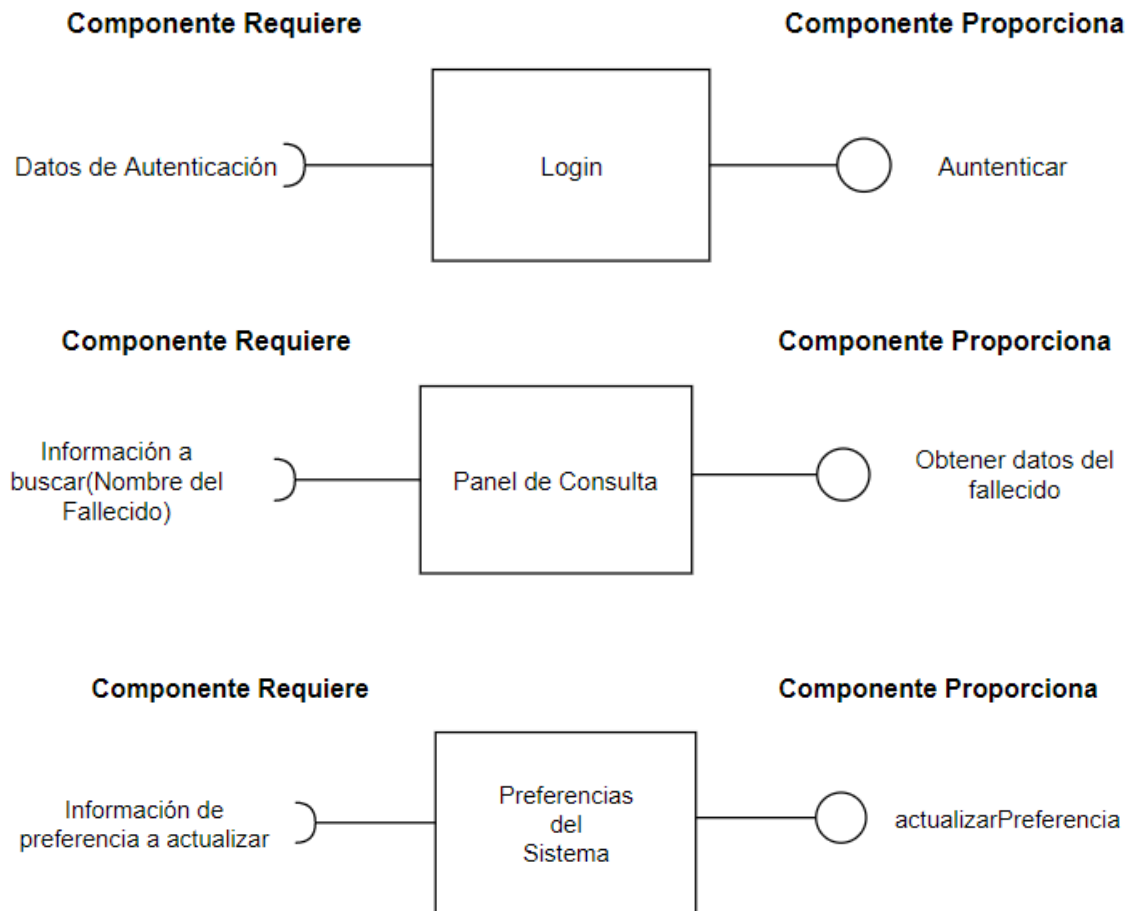 Componente Requiere
Componente Proporciona
Datos de Autenticación
Login
Auntenticar
Componente Requiere
Componente Proporciona
Información a
buscar(Nombre del
Fallecido)
Panel de Consulta
Obtener datos del
fallecido
Componente Requiere
Componente Proporciona
Información de
preferencia a actualizar
Preferencias
del
Sistema
actualizarPreferencia